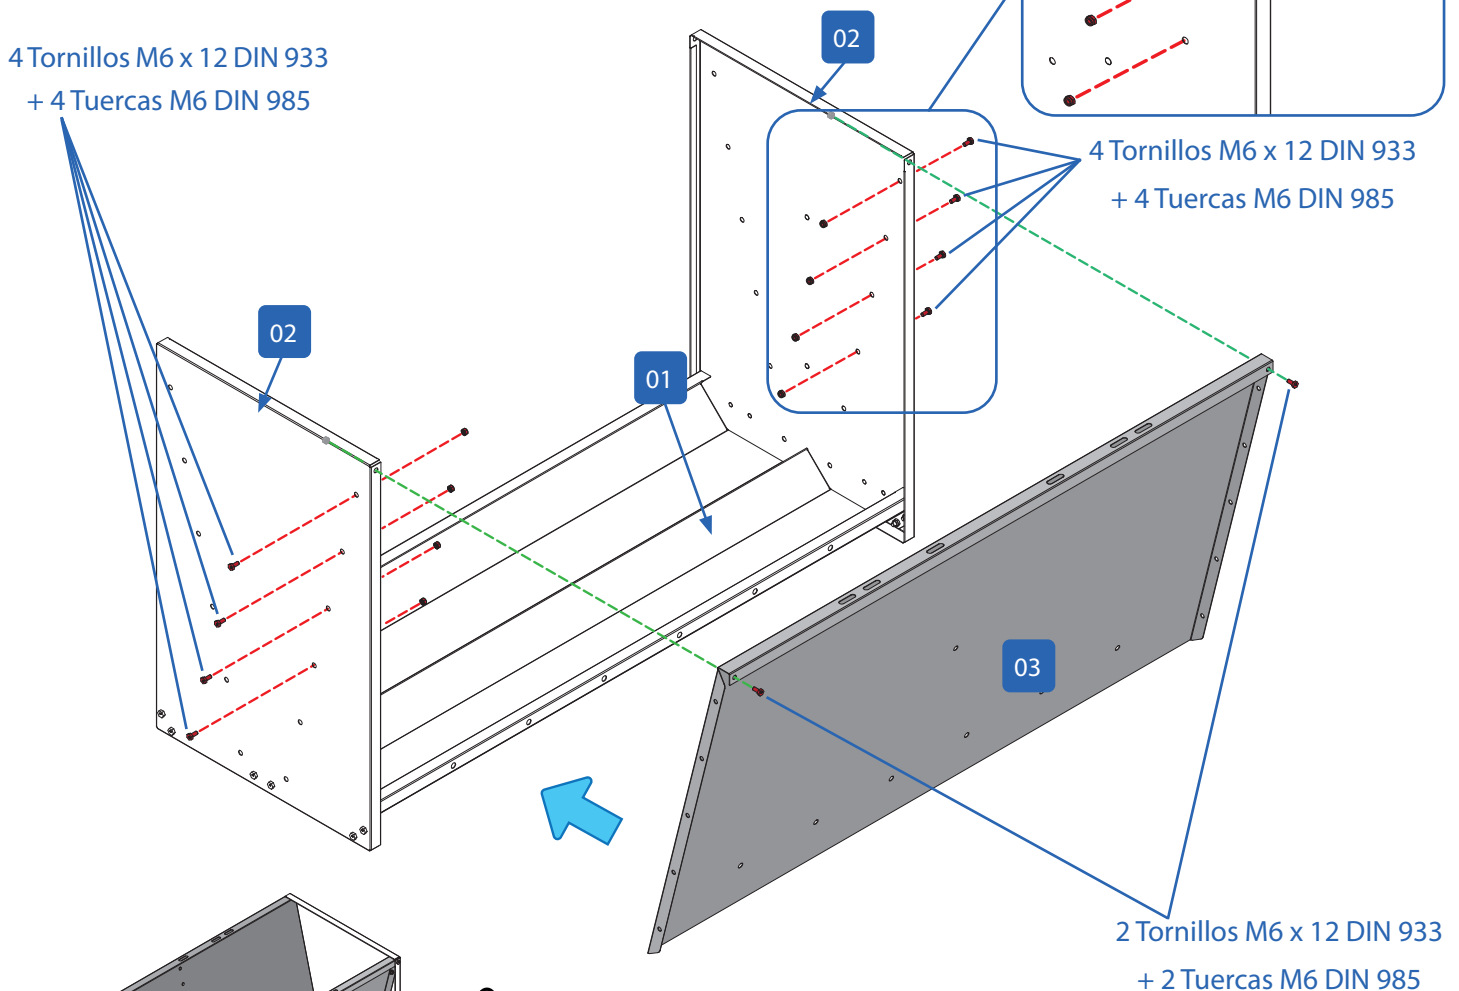 02
4 Tornillos M6 x 12 DIN 933
+ 4 Tuercas M6 DIN 985
4 Tornillos M6 x 12 DIN 933
+ 4 Tuercas M6 DIN 985
02
01
03
2 Tornillos M6 x 12 DIN 933
+ 2 Tuercas M6 DIN 985